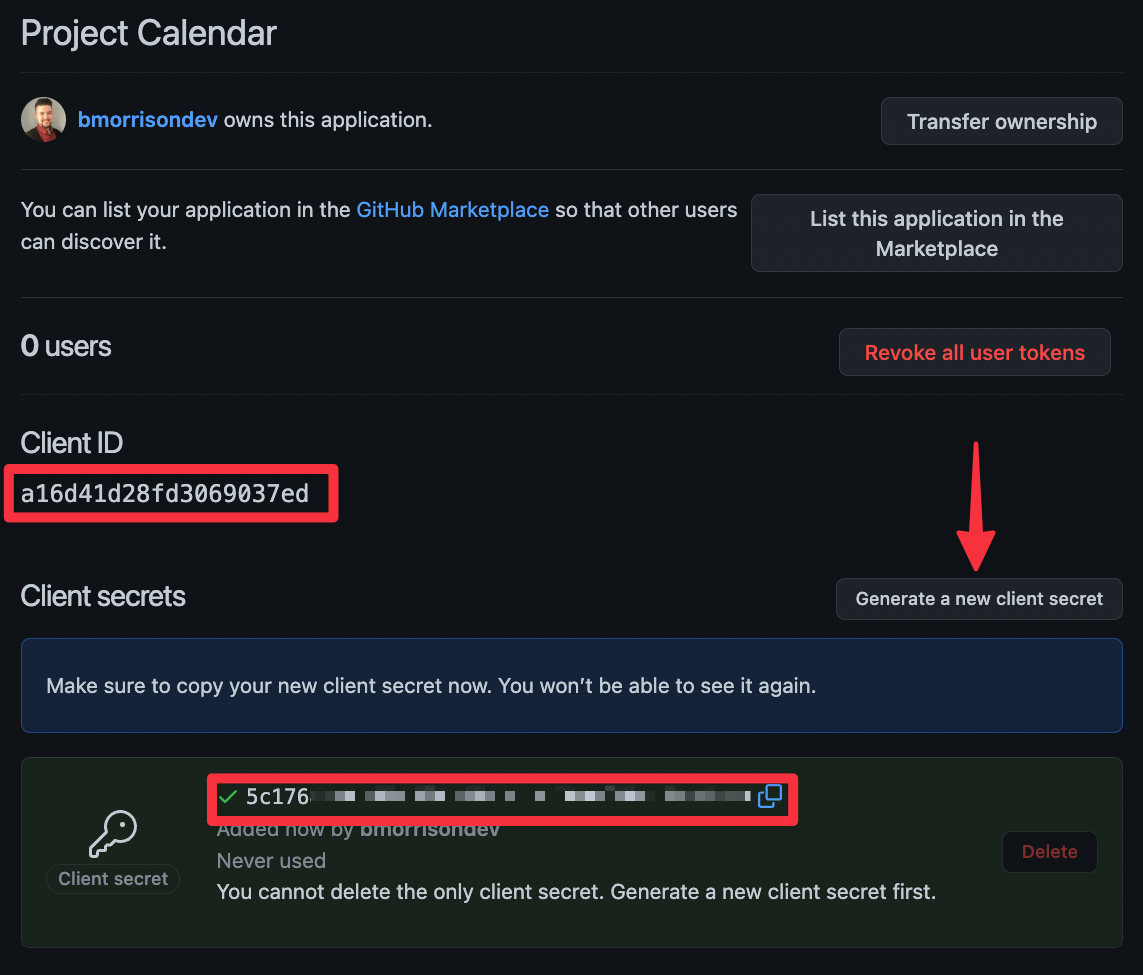 Project Calendar
bmorrisondev owns this application.
Transfer ownership
You can list your application in the GitHub Marketplace so that other users
can discover it.
List this application in the
Marketplace
0 users
Revoke all user tokens
Client ID
a16d41d28fd3069037ed
Client secrets
Generate a new client secret
Make sure to copy your new client secret now. You won’t be able to see it again.
5c176
Added now by bmorrisondev
Never used
You cannot delete the only client secret. Generate a new client secret first.
Client secret
Delete